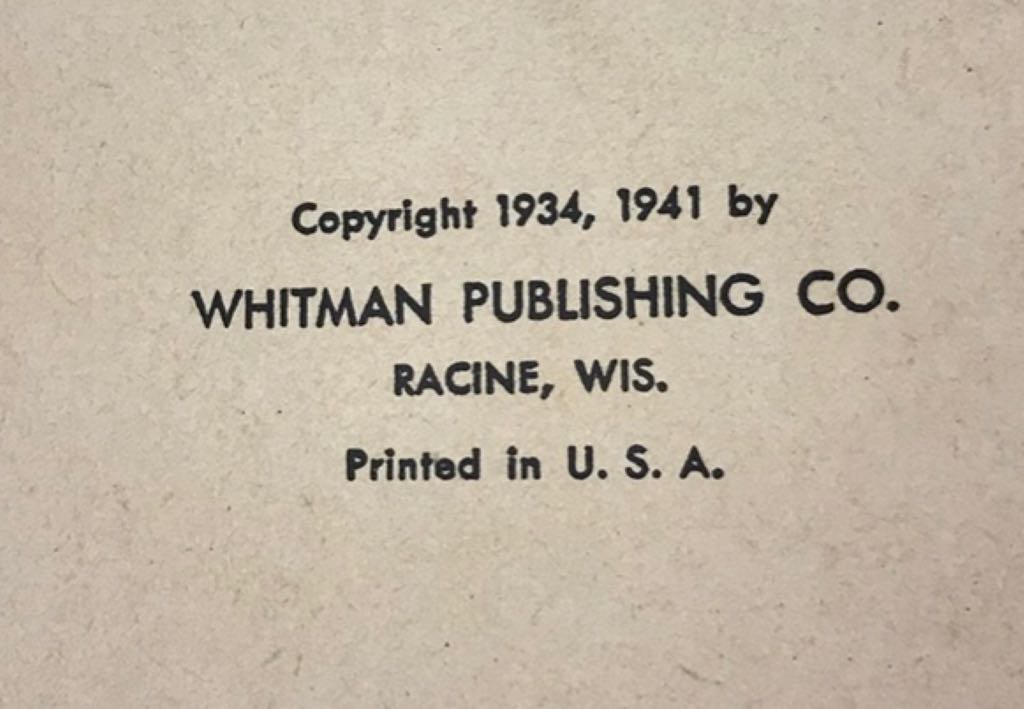 Copyright 1934, 1941 by
WHITMAN PUBLISHING CO.
RACINE, WIS.
Printed in U. S. A.